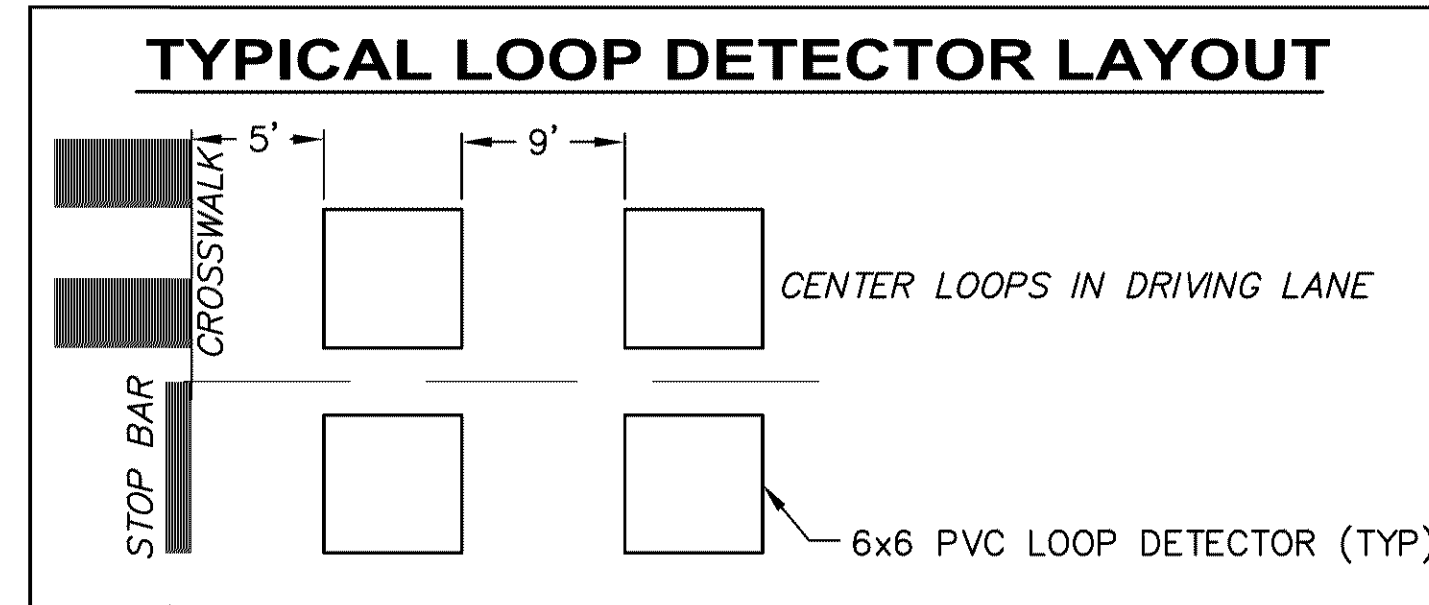 TYPICAL LOOP DETECTOR LAYOUT
5’
9’
CROSSWALK
CENTER LOOPS IN DRIVING LANE
STOP BAR
6x6 PVC LOOP DETECTOR (TYP)